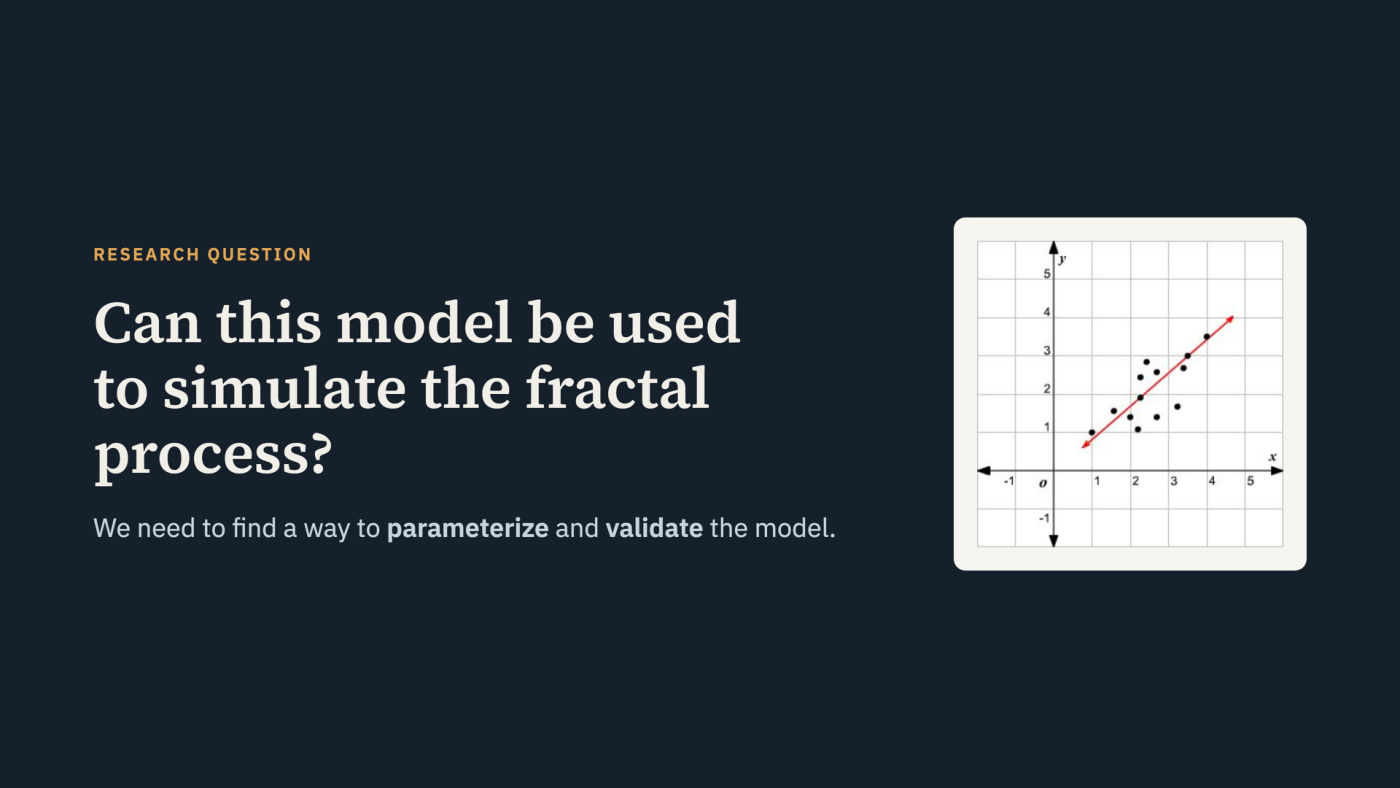 RESEARCH QUESTION
Can this model be used
to simulate the fractal
process?
We need to find a way to parameterize and validate the model.
y
5
4
3
2
1
x
-1 o 1 2 3 4 5
-1